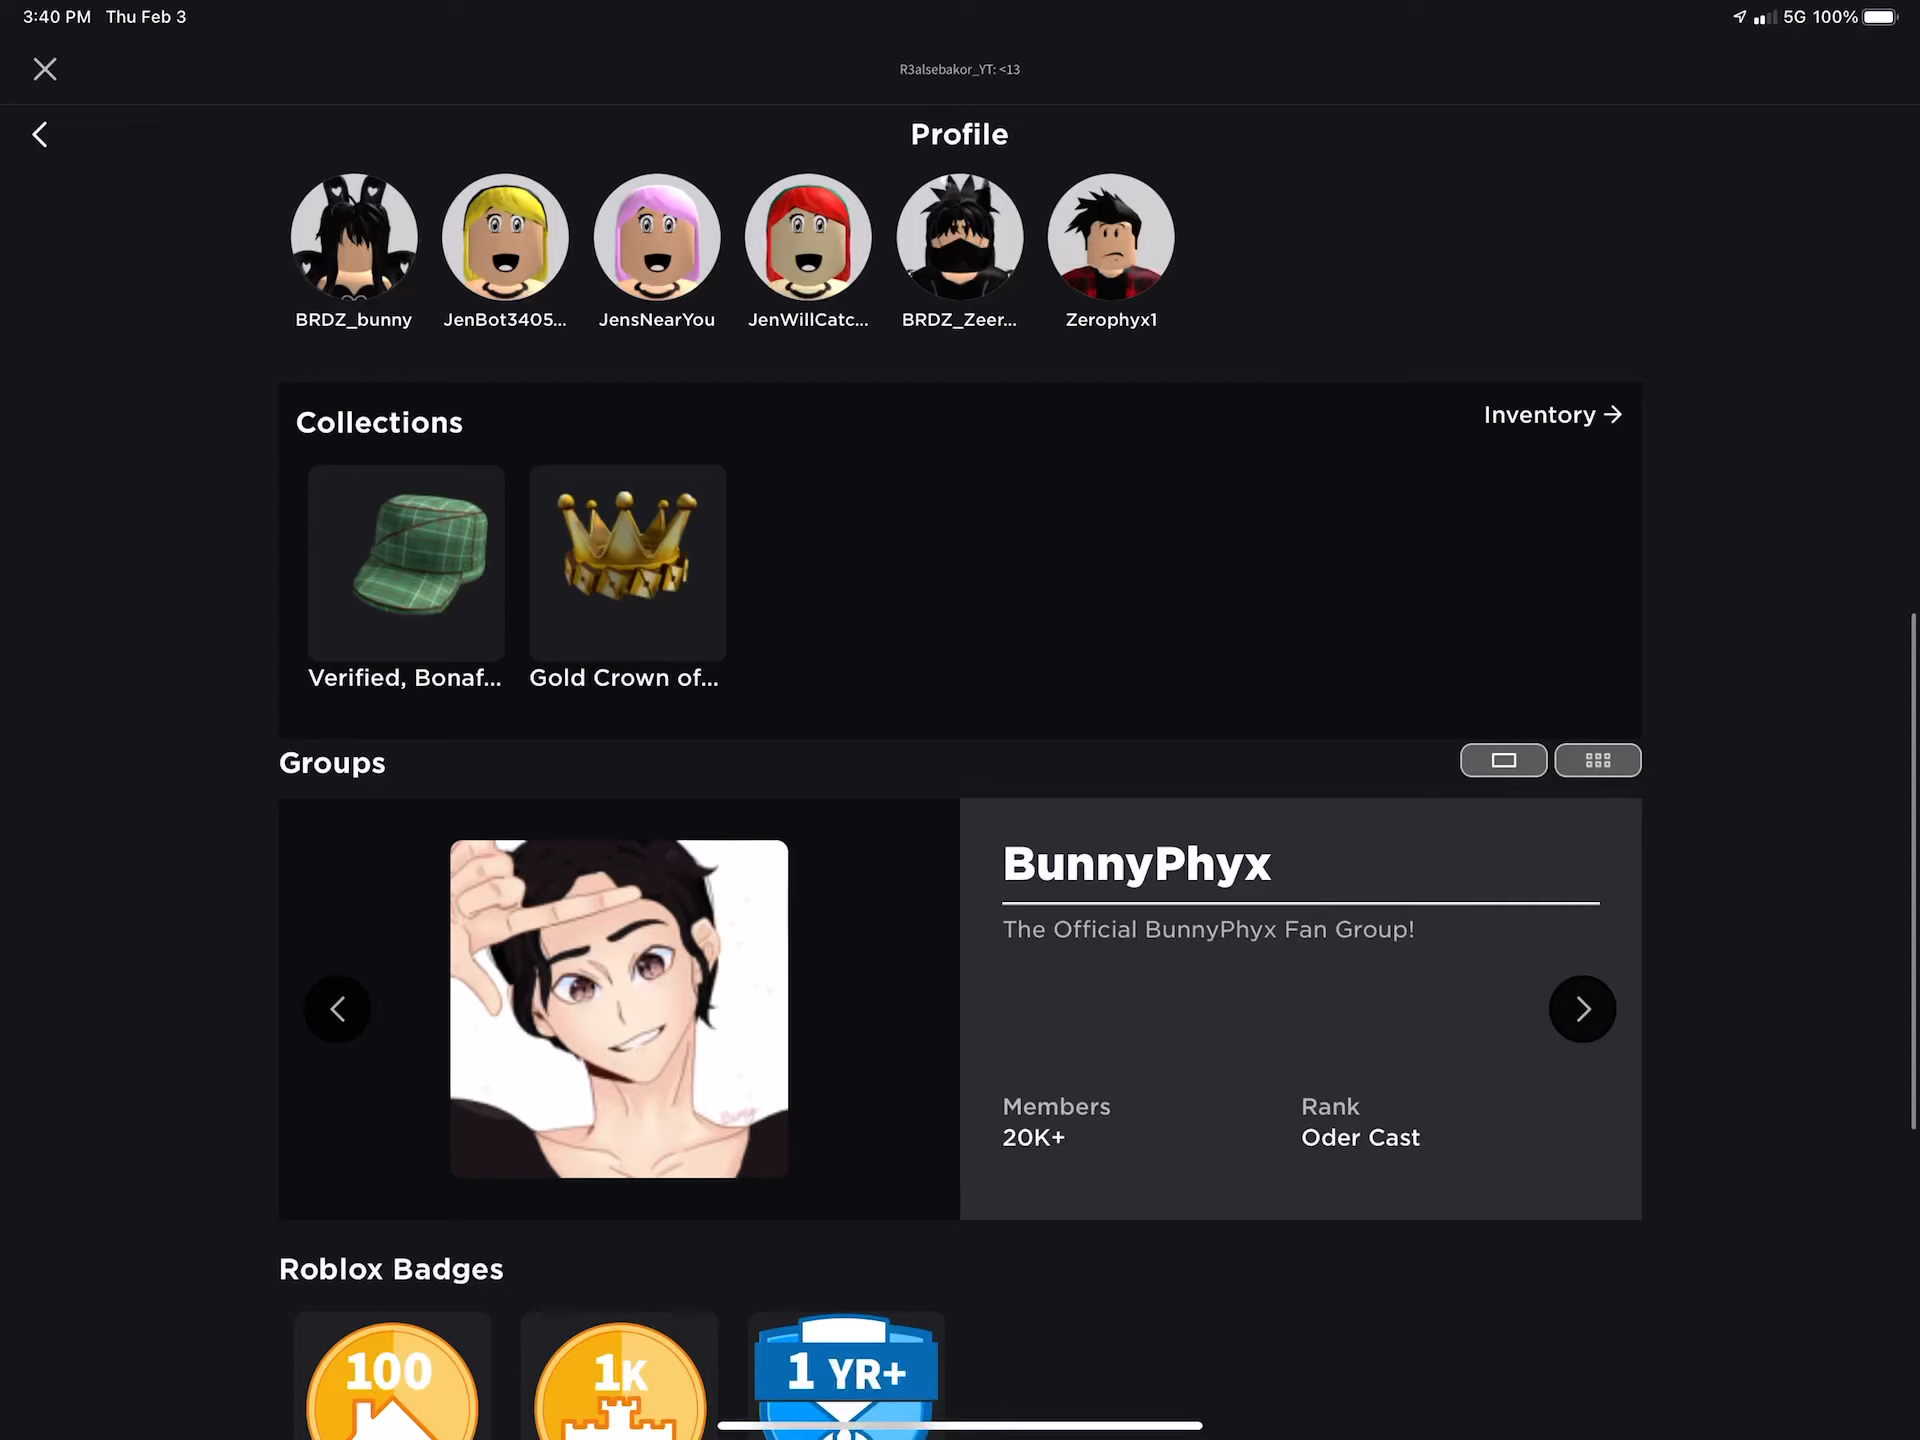 3:40 PM Thu Feb 3
5G 100%
R3alsebakor_YT: <13
Profile
BRDZ_bunny
JenBot3405...
JensNearYou
JenWillCatc...
BRDZ_Zeer...
Zerophyx1
Collections
Inventory →
Verified, Bonaf...
Gold Crown of...
Groups
BunnyPhyx
The Official BunnyPhyx Fan Group!
Members
20K+
Rank
Oder Cast
Roblox Badges
100
1K
1 YR+